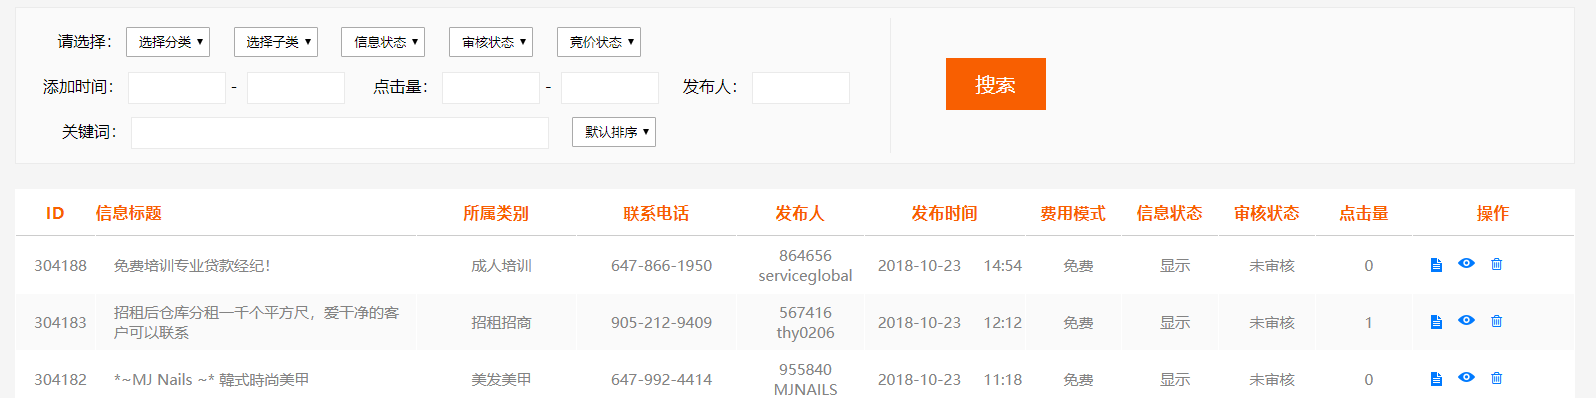 请选择： 选择分类 选择子类 信息状态 审核状态 竞价状态
添加时间： - 点击量： - 发布人：
关键词： 默认排序
搜索
ID 信息标题 所属类别 联系电话 发布人 发布时间 费用模式 信息状态 审核状态 点击量 操作
304188 免费培训专业贷款经纪！ 成人培训 647-866-1950 864656 serviceglobal 2018-10-23 14:54 免费 显示 未审核 0
304183 招租后仓库分租一千个平方尺，爱干净的客户可以联系 招租招商 905-212-9409 567416 thy0206 2018-10-23 12:12 免费 显示 未审核 1
304182 *~MJ Nails ~* 韓式時尚美甲 美发美甲 647-992-4414 955840 MJNAILS 2018-10-23 11:18 免费 显示 未审核 0